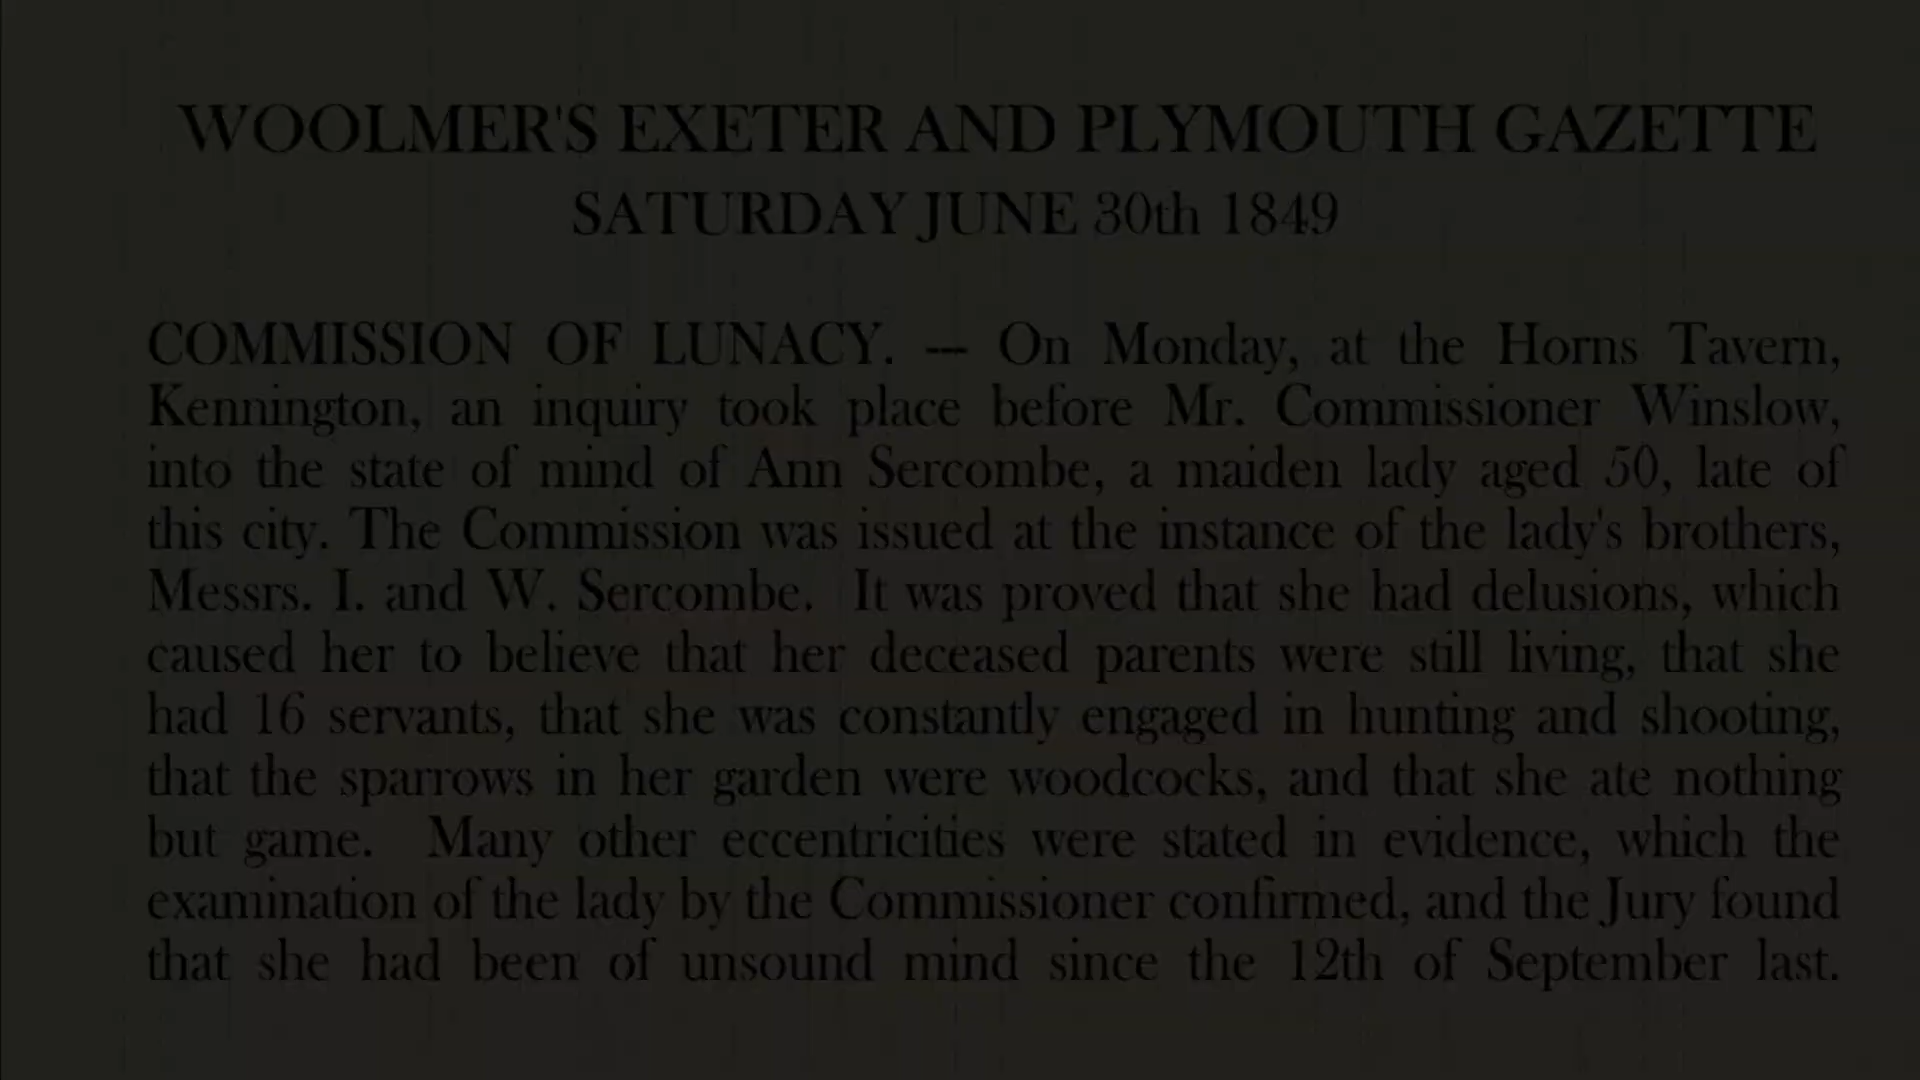 WOOLMER'S EXETER AND PLYMOUTH GAZETTE
SATURDAY JUNE 30th 1849
COMMISSION OF LUNACY. — On Monday, at the Horns Tavern,
Kennington, an inquiry took place before Mr. Commissioner Winslow,
into the state of mind of Ann Sercombe, a maiden lady aged 50, late of
this city. The Commission was issued at the instance of the lady's brothers,
Messrs. I. and W. Sercombe. It was proved that she had delusions, which
caused her to believe that her deceased parents were still living, that she
had 16 servants, that she was constantly engaged in hunting and shooting,
that the sparrows in her garden were woodcocks, and that she ate nothing
but game. Many other eccentricities were stated in evidence, which the
examination of the lady by the Commissioner confirmed, and the Jury found
that she had been of unsound mind since the 12th of September last.